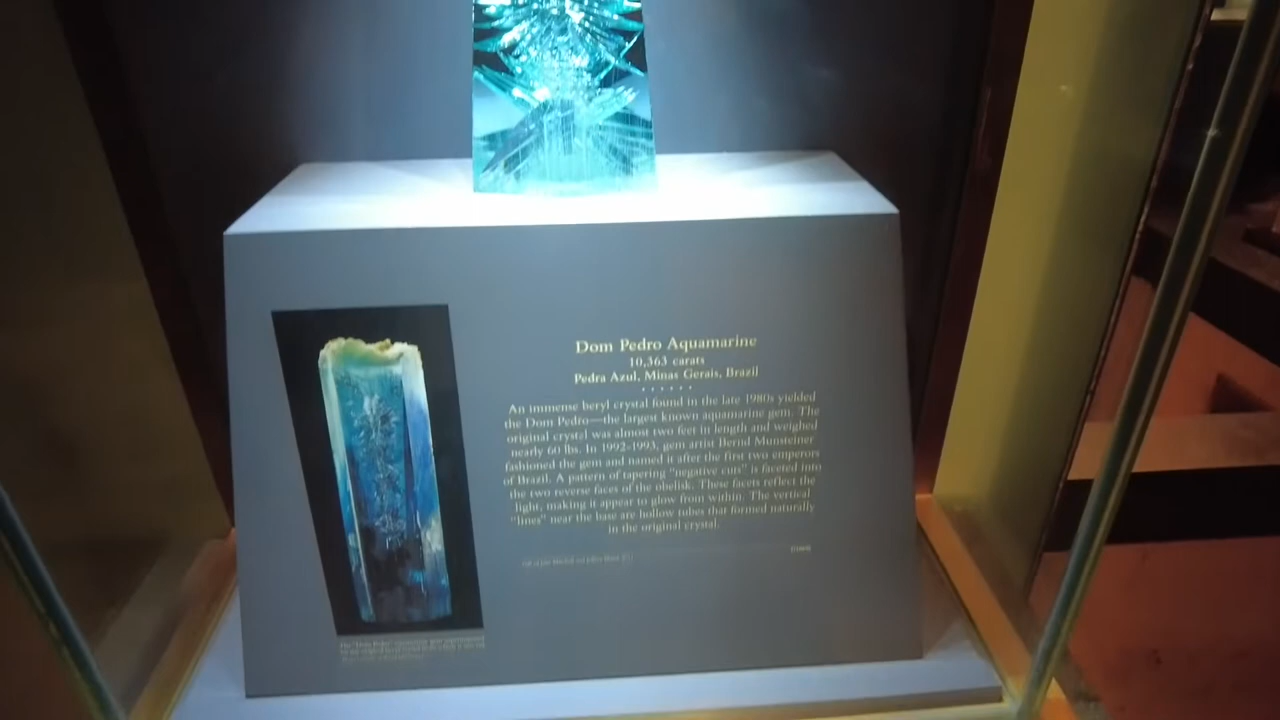 Dom Pedro Aquamarine
10,363 carats
Pedra Azul, Minas Gerais, Brazil
An immense beryl crystal found in the late 1980s yielded
the Dom Pedro—the largest known aquamarine gem. The
original crystal was almost two feet in length and weighed
nearly 60 lbs. In 1992-1993, gem artist Bernd Munsteiner
fashioned the gem and named it after the first two emperors
of Brazil. A pattern of tapering "negative cuts" is faceted into
the two reverse faces of the obelisk. These facets reflect the
light, making it appear to glow from within. The vertical
"lines" near the base are hollow tubes that formed naturally
in the original crystal.